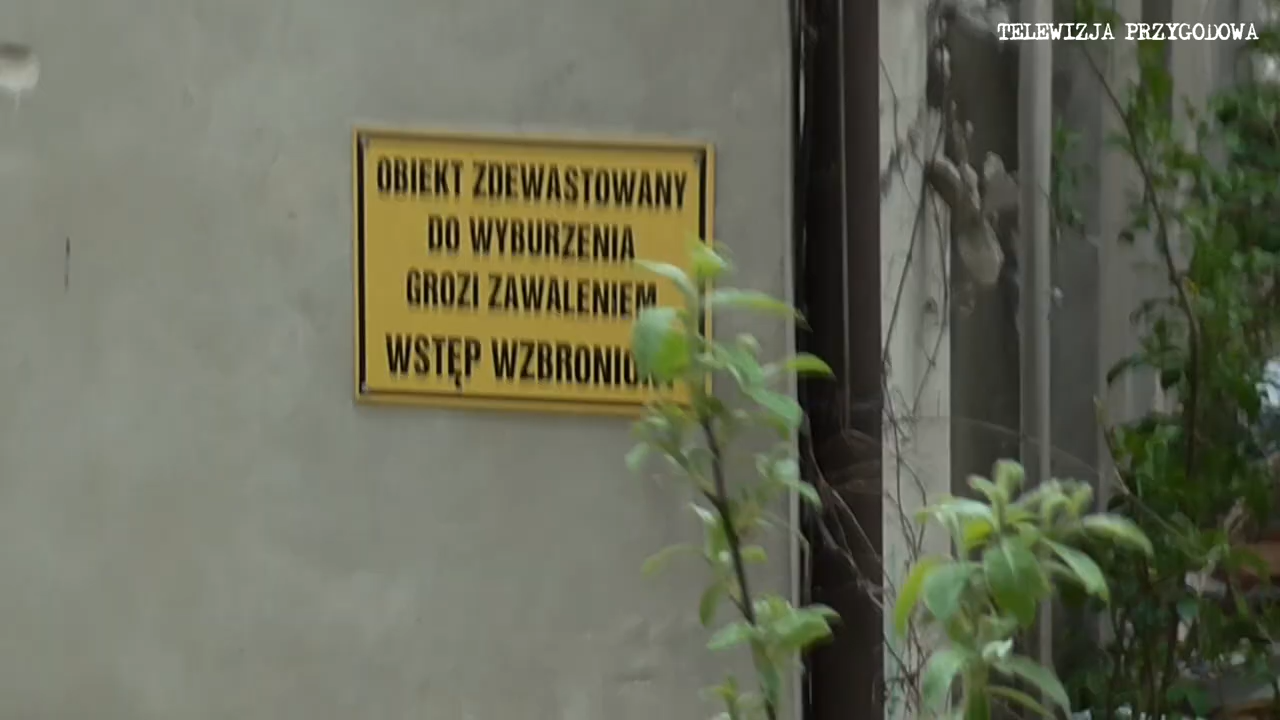 TELEWIZJA PRZYGODOWA
OBIEKT ZDEWASTOWANY
DO WYBURZENIA
GROZI ZAWALENIEM
WSTĘP WZBRONIONY